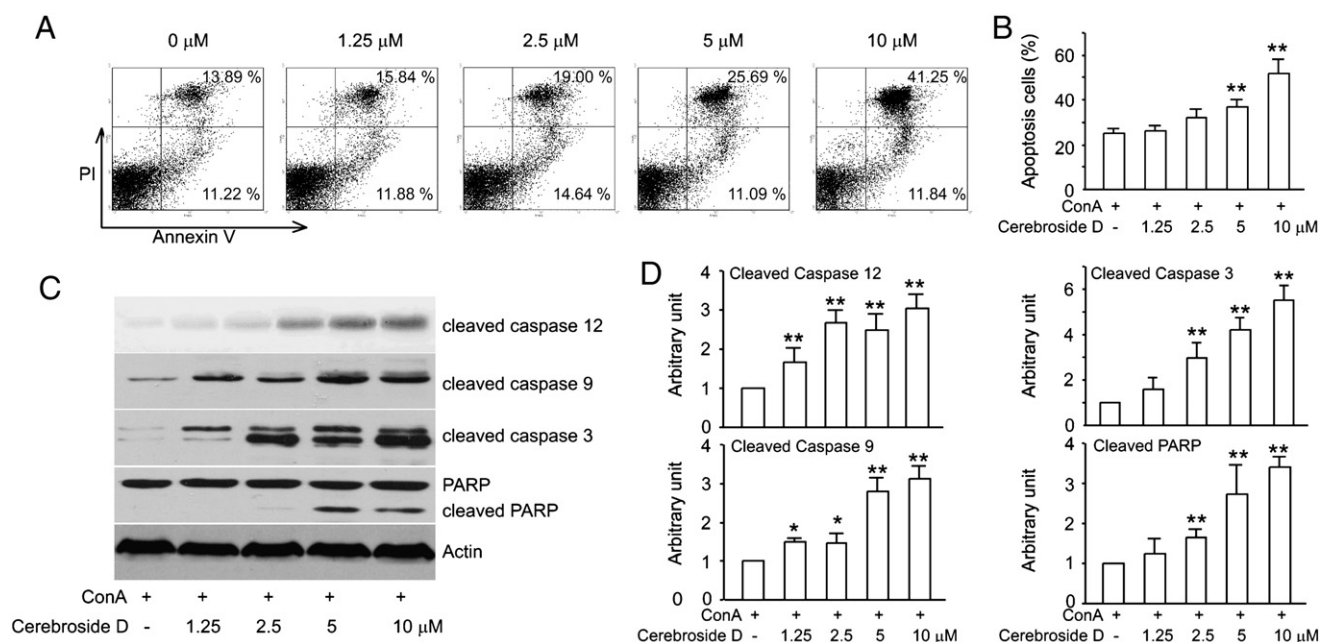 A
0 μM 1.25 μM 2.5 μM 5 μM 10 μM
13.89 % 15.84 % 19.00 % 25.69 % 41.25 %
PI
11.22 % 11.88 % 14.64 % 11.09 % 11.84 %
Annexin V
B
Apoptosis cells (%)
60
40
20
0
** **
ConA + + + + +
Cerebroside D - 1.25 2.5 5 10 μM
C
cleaved caspase 12
cleaved caspase 9
cleaved caspase 3
PARP
cleaved PARP
Actin
ConA + + + + +
Cerebroside D - 1.25 2.5 5 10 μM
D
Cleaved Caspase 12
Arbitrary unit
4
3
2
1
0
** ** ** **
Cleaved Caspase 3
Arbitrary unit
6
4
2
0
** ** **
Cleaved Caspase 9
Arbitrary unit
4
3
2
1
0
* * ** **
ConA + + + + +
Cerebroside D - 1.25 2.5 5 10 μM
Cleaved PARP
Arbitrary unit
4
3
2
1
0
** ** **
ConA + + + + +
Cerebroside D - 1.25 2.5 5 10 μM